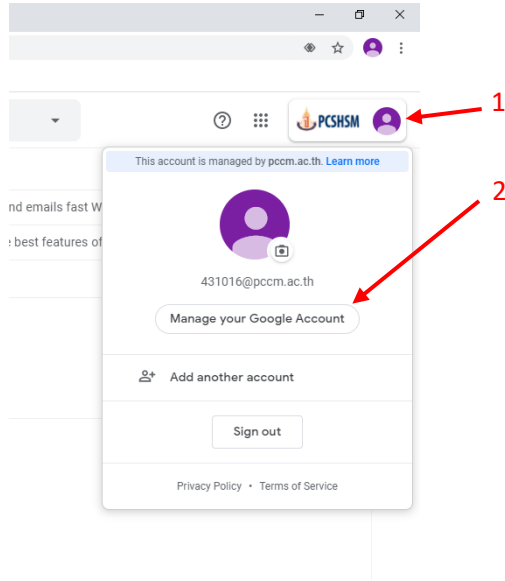 PCSHSM
1
This account is managed by pccm.ac.th. Learn more
2
nd emails fast W
best features of
431016@pccm.ac.th
Manage your Google Account
Add another account
Sign out
Privacy Policy • Terms of Service